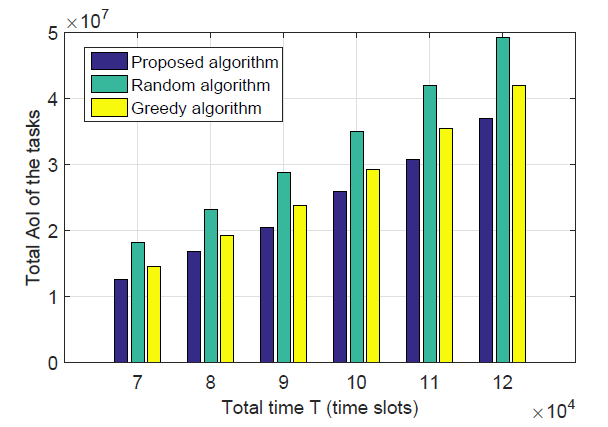 ×10^7
5
4
3
2
1
0
Total AoI of the tasks
Proposed algorithm
Random algorithm
Greedy algorithm
7 8 9 10 11 12
Total time T (time slots)
×10^4